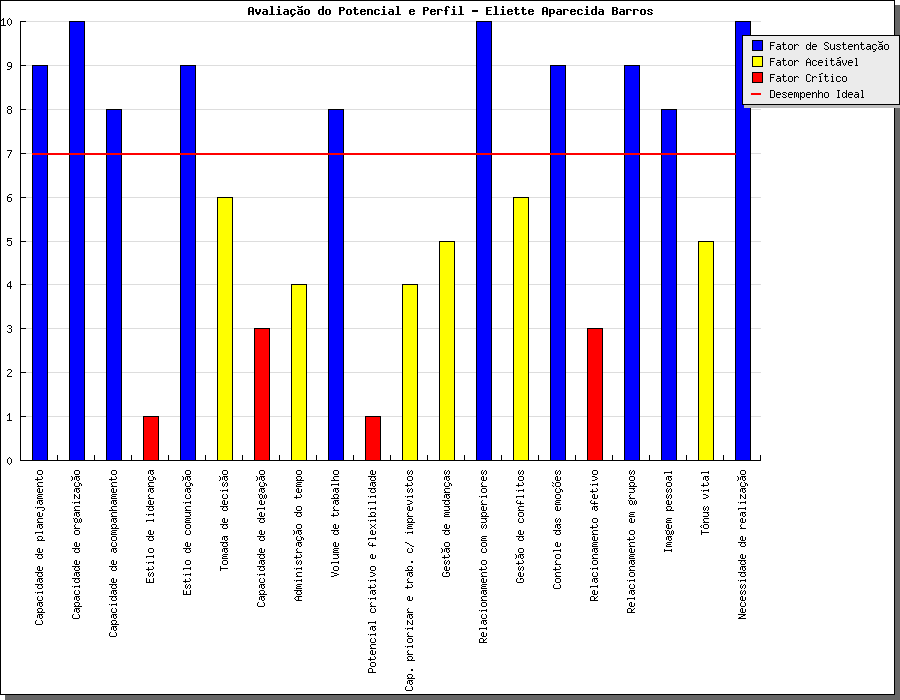 Avaliação do Potencial e Perfil - Eliette Aparecida Barros
10
9
8
7
6
5
4
3
2
1
0
Fator de Sustentação
Fator Aceitável
Fator Crítico
Desempenho Ideal
Capacidade de planejamento
Capacidade de organização
Capacidade de acompanhamento
Estilo de liderança
Estilo de comunicação
Tomada de decisão
Capacidade de delegação
Administração do tempo
Volume de trabalho
Potencial criativo e flexibilidade
Cap. priorizar e trab. c/ imprevistos
Gestão de mudanças
Relacionamento com superiores
Gestão de conflitos
Controle das emoções
Relacionamento afetivo
Relacionamento em grupos
Imagem pessoal
Tônus vital
Necessidade de realização